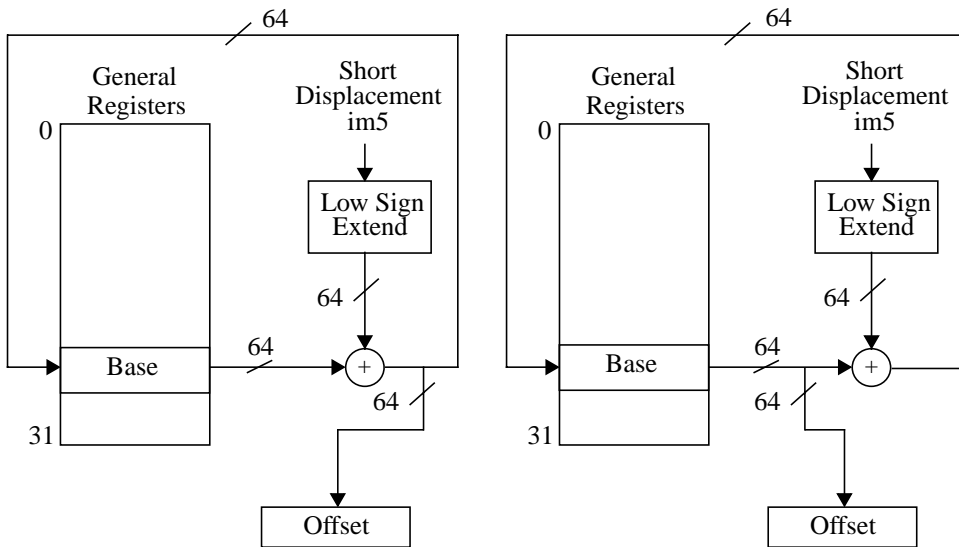 64
General
Registers
Short
Displacement
im5
0
Low Sign
Extend
64
Base
64
+
64
31
Offset
64
General
Registers
Short
Displacement
im5
0
Low Sign
Extend
64
Base
64
+
64
31
Offset